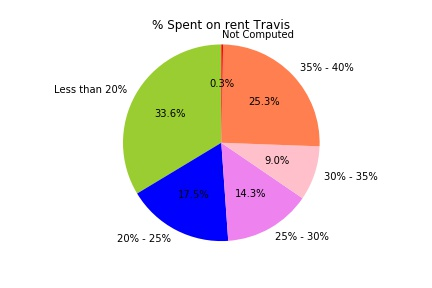 % Spent on rent Travis
Not Computed
35% - 40%
Less than 20%
0.3%
25.3%
33.6%
9.0%
30% - 35%
17.5%
14.3%
20% - 25%
25% - 30%